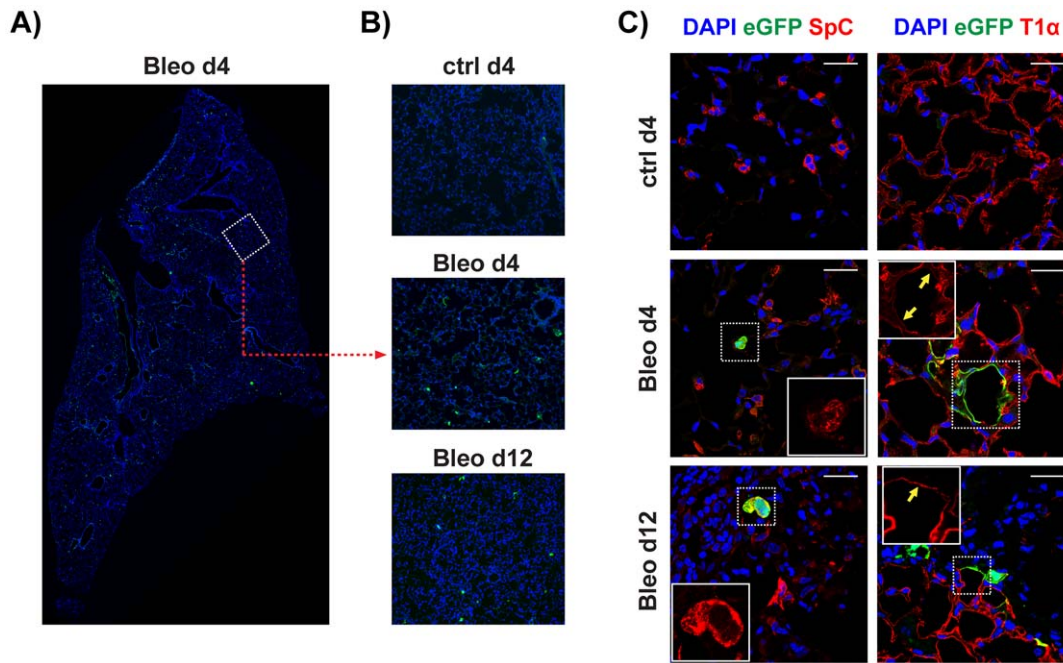 A)
Bleo d4
B)
ctrl d4
Bleo d4
Bleo d12
C)
DAPI eGFP SpC
DAPI eGFP T1α
ctrl d4
Bleo d4
Bleo d12